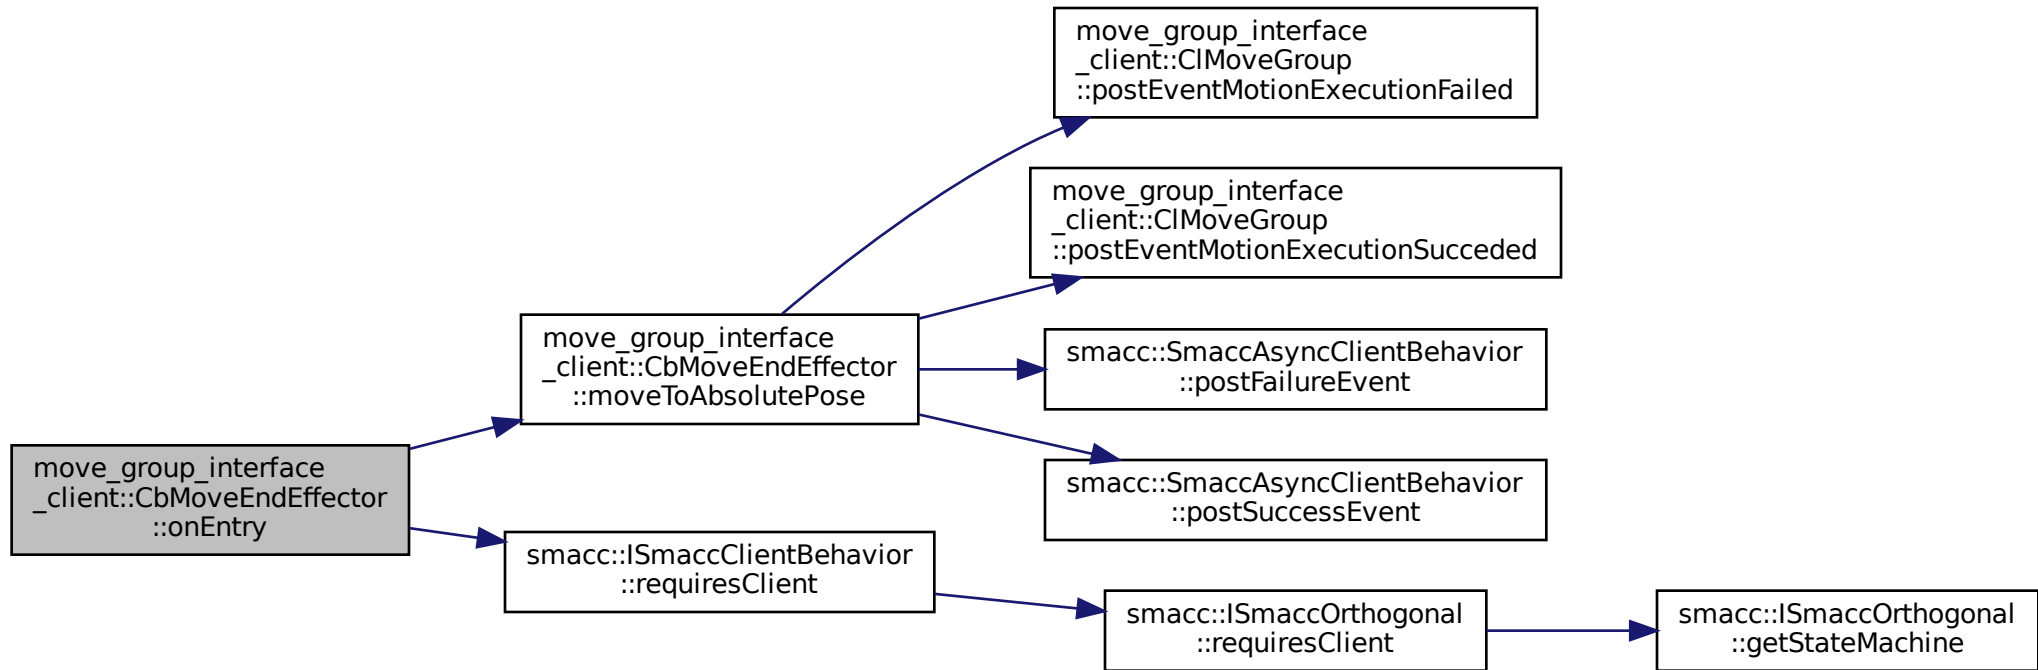 move_group_interface
_client::ClMoveGroup
::postEventMotionExecutionFailed
move_group_interface
_client::ClMoveGroup
::postEventMotionExecutionSucceded
move_group_interface
_client::CbMoveEndEffector
::moveToAbsolutePose
smacc::SmaccAsyncClientBehavior
::postFailureEvent
smacc::SmaccAsyncClientBehavior
::postSuccessEvent
move_group_interface
_client::CbMoveEndEffector
::onEntry
smacc::ISmaccClientBehavior
::requiresClient
smacc::ISmaccOrthogonal
::requiresClient
smacc::ISmaccOrthogonal
::getStateMachine